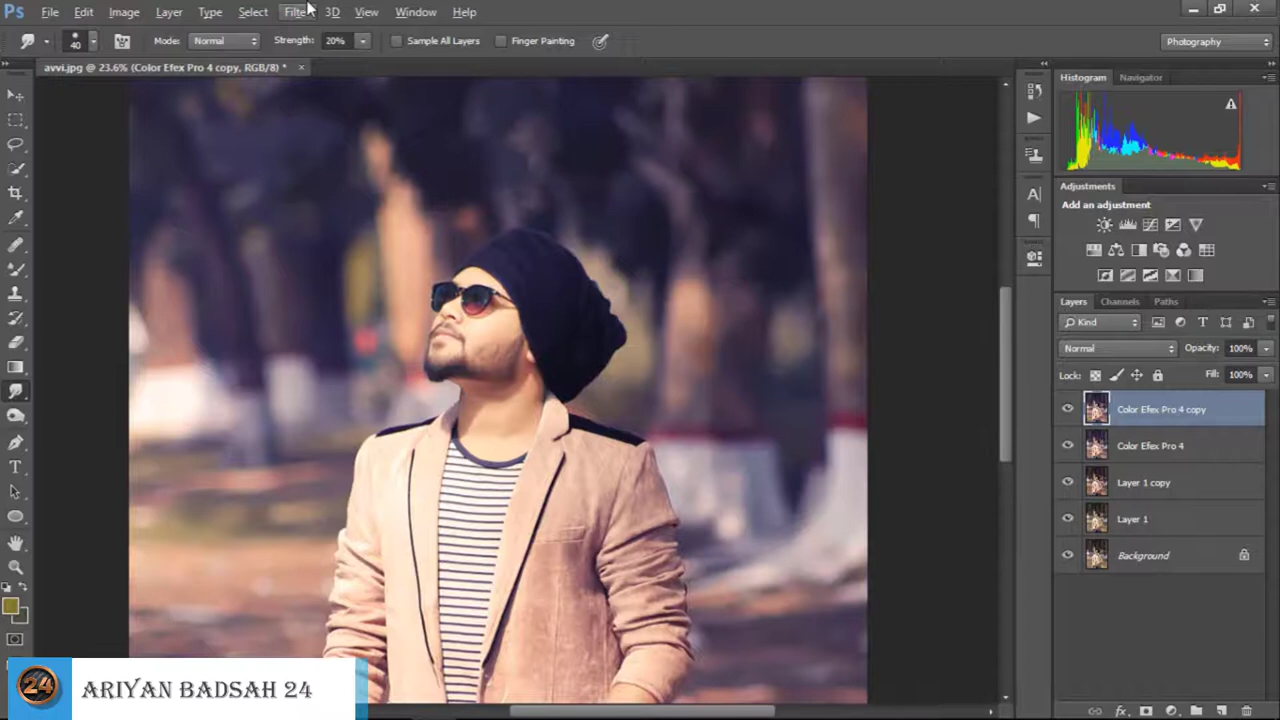 Ps File Edit Image Layer Type Select Filte 3D View Window Help
40 Mode: Normal Strength: 20% Sample All Layers Finger Painting Photography
avvi.jpg @ 23.6% (Color Efex Pro 4 copy, RGB/8) * ×
Histogram Navigator
Adjustments
Add an adjustment
Layers Channels Paths
Kind
Normal Opacity: 100%
Lock: Fill: 100%
Color Efex Pro 4 copy
Color Efex Pro 4
Layer 1 copy
Layer 1
Background
24 ARIYAN BADSAH 24